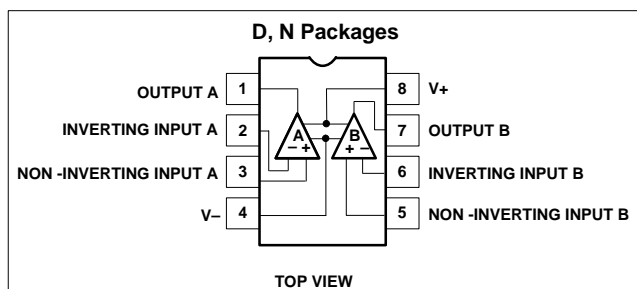 D, N Packages
OUTPUT A 1
8 V+
INVERTING INPUT A 2
7 OUTPUT B
NON -INVERTING INPUT A 3
6 INVERTING INPUT B
V– 4
5 NON -INVERTING INPUT B
A
– +
B
+ –
TOP VIEW